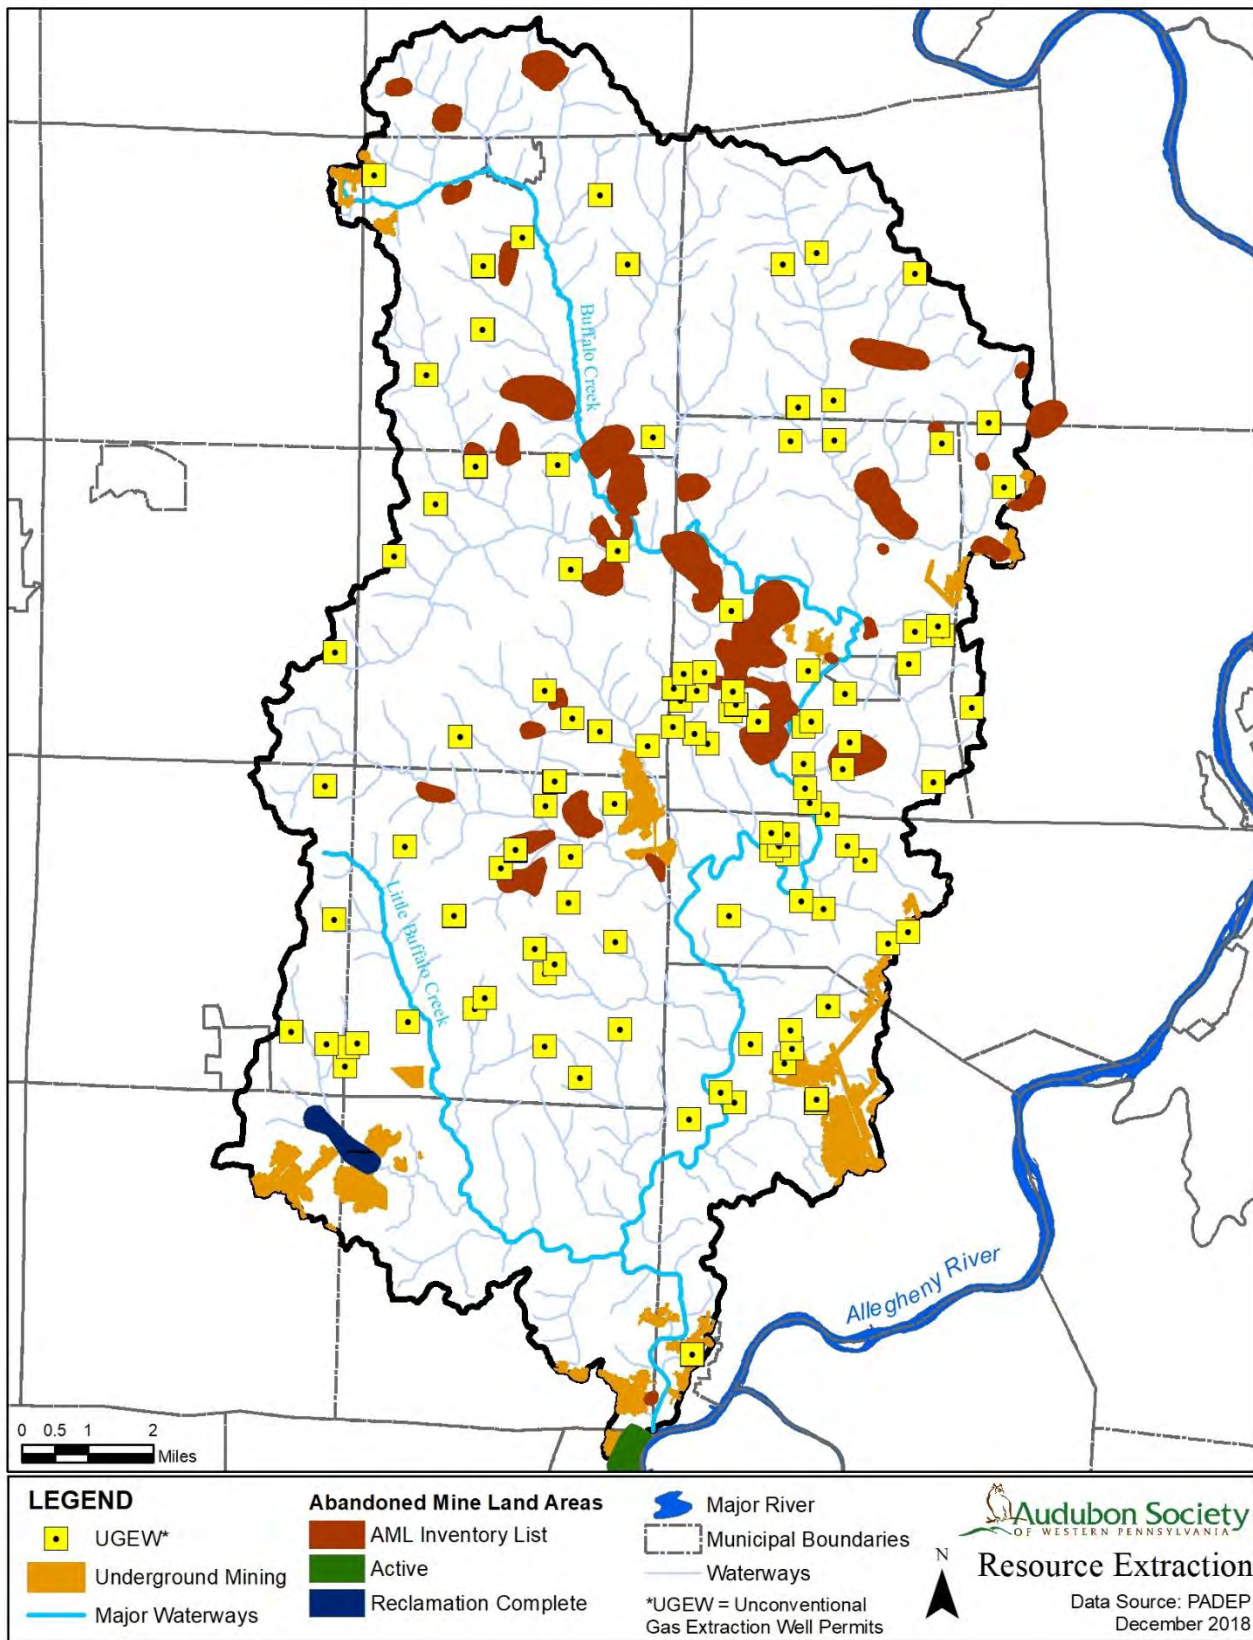 Buffalo Creek
Little Buffalo Creek
Allegheny River
0 0.5 1 2
Miles
LEGEND
UGEW*
Underground Mining
Major Waterways
Abandoned Mine Land Areas
AML Inventory List
Active
Reclamation Complete
Major River
Municipal Boundaries
Waterways
*UGEW = Unconventional
Gas Extraction Well Permits
N
Audubon Society
OF WESTERN PENNSYLVANIA
Resource Extraction
Data Source: PADEP
December 2018